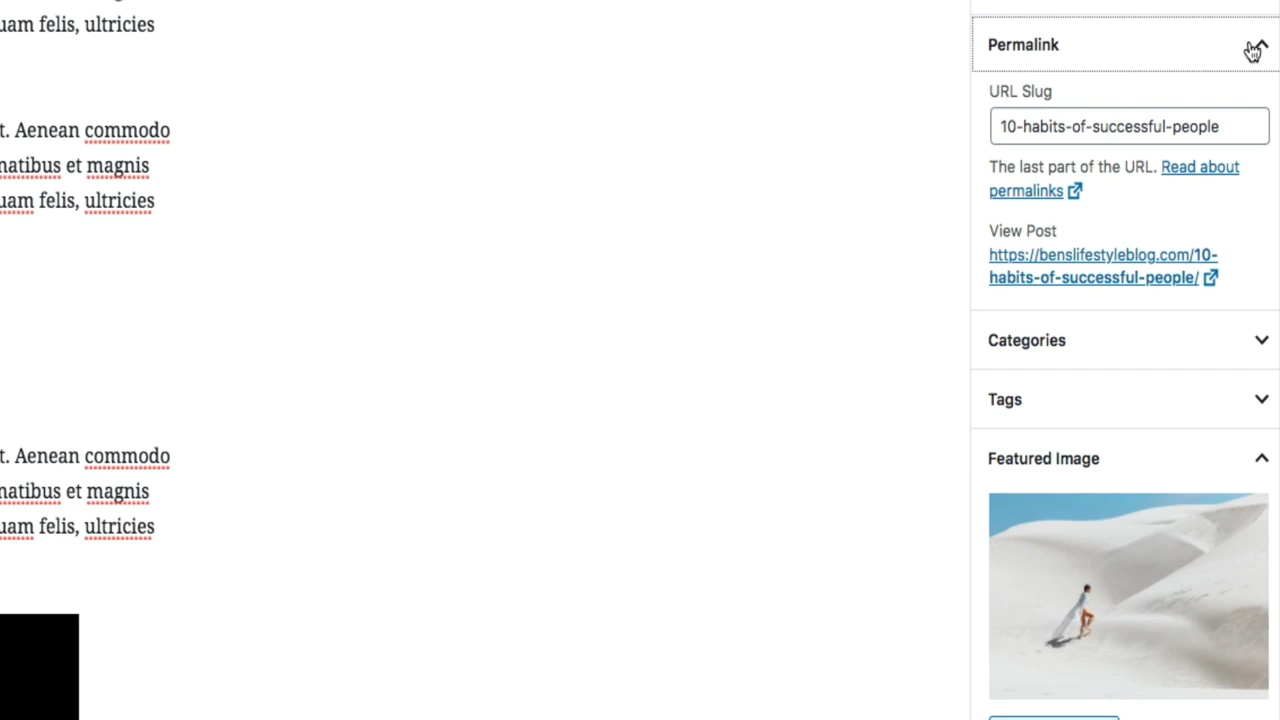 uam felis, ultricies
t. Aenean commodo
natibus et magnis
uam felis, ultricies
t. Aenean commodo
natibus et magnis
uam felis, ultricies
Permalink
URL Slug
10-habits-of-successful-people
The last part of the URL. Read about
permalinks
View Post
https://benslifestyleblog.com/10-
habits-of-successful-people/
Categories
Tags
Featured Image